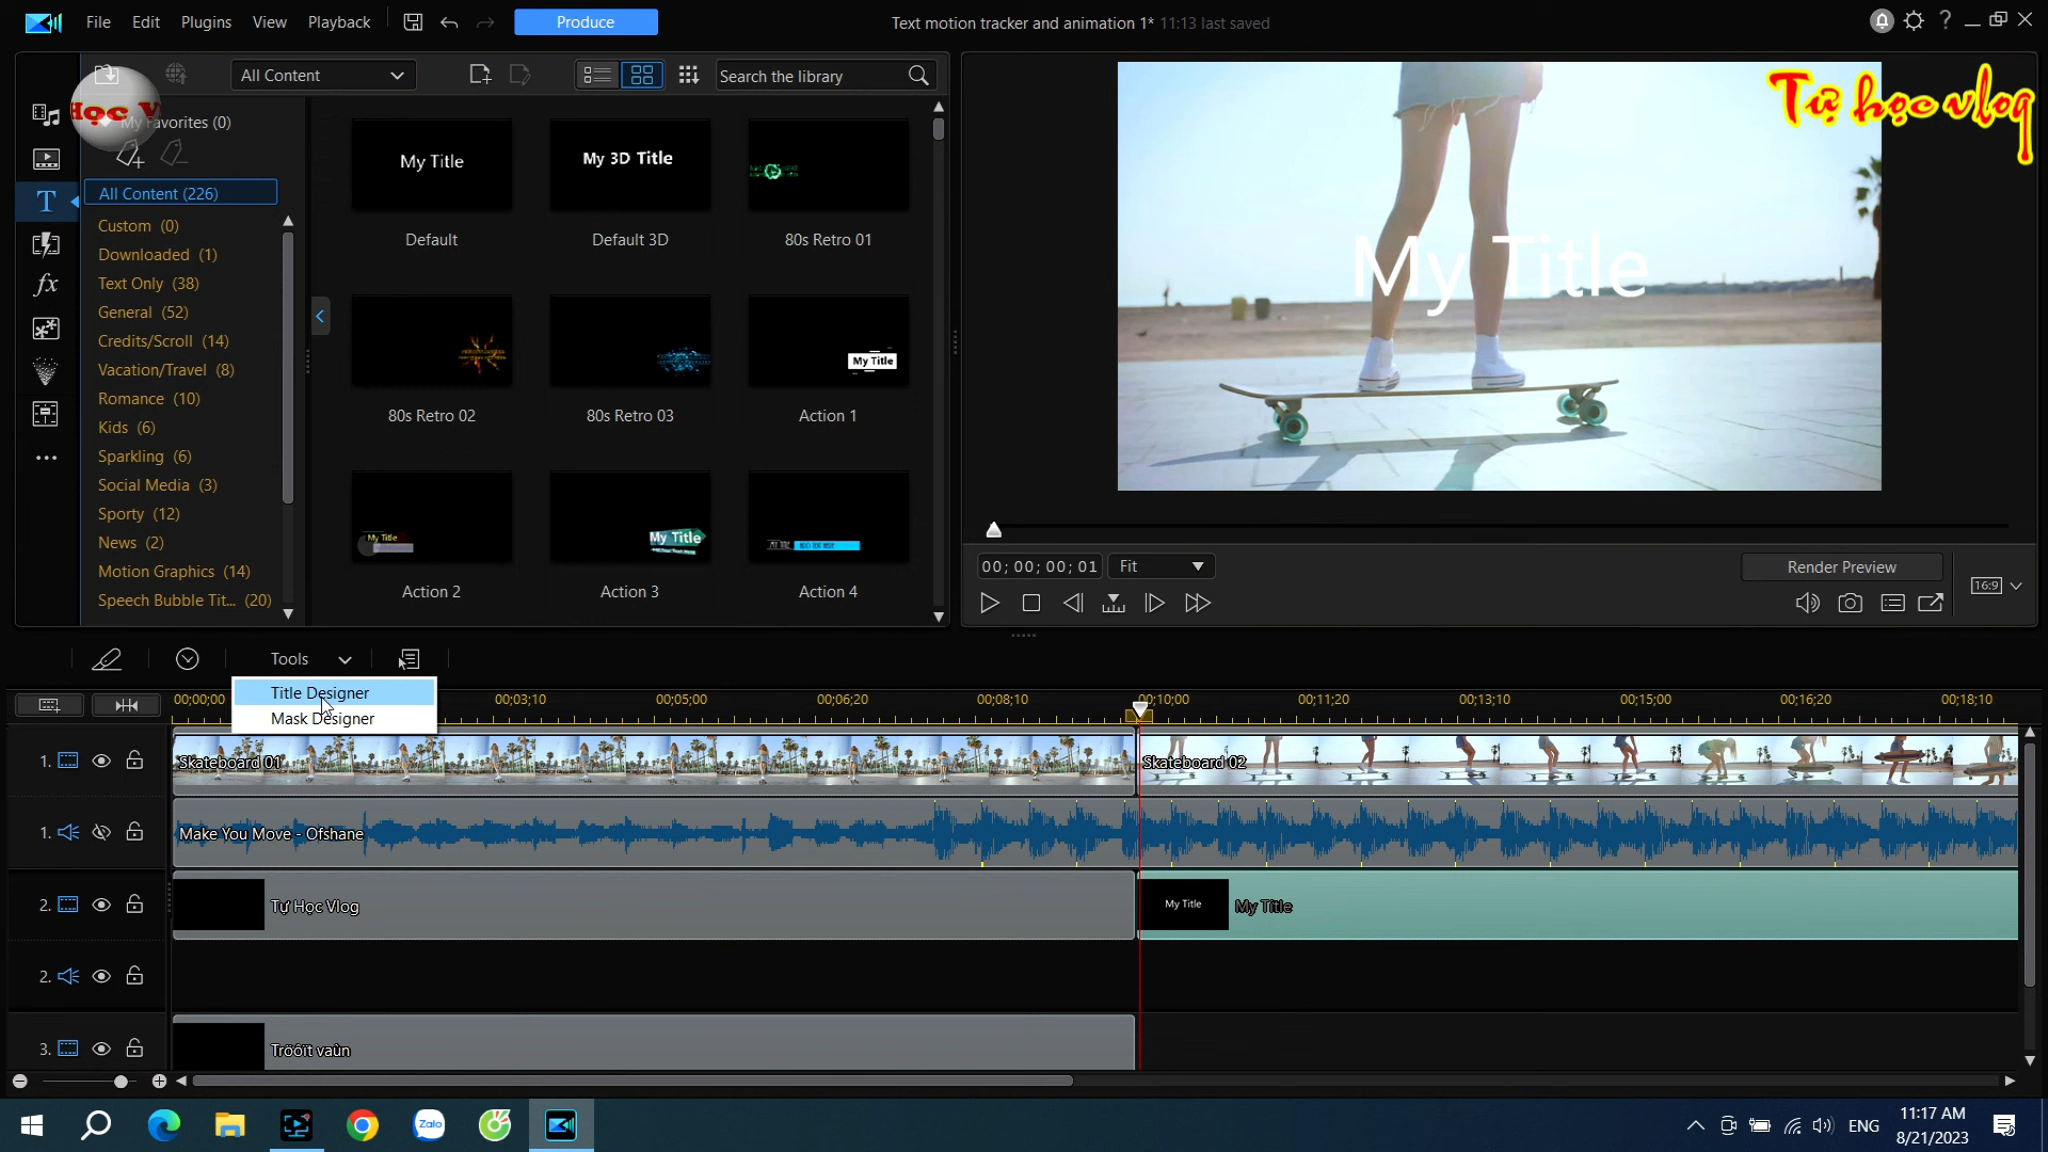 File Edit Plugins View Playback Produce Text motion tracker and animation 1* 11:13 last saved
All Content Search the library
Học V
My Favorites (0)
All Content (226)
Custom (0)
Downloaded (1)
Text Only (38)
General (52)
Credits/Scroll (14)
Vacation/Travel (8)
Romance (10)
Kids (6)
Sparkling (6)
Social Media (3)
Sporty (12)
News (2)
Motion Graphics (14)
Speech Bubble Tit... (20)
My Title
My 3D Title
Default
Default 3D
80s Retro 01
My Title
80s Retro 02
80s Retro 03
Action 1
My Title
My Title
Action 2
Action 3
Action 4
Tự học vlog
My Title
00; 00; 00; 01 Fit Render Preview
16:9
Tools
Title Designer
Mask Designer
00;00;00 00;03;10 00;05;00 00;06;20 00;08;10 00;10;00 00;11;20 00;13;10 00;15;00 00;16;20 00;18;10
1. Skateboard 01 Skateboard 02
1. Make You Move - Ofshane
2. Tự Học Vlog My Title My Title
2.
3. Tröôït vaùn
Zalo
ENG
11:17 AM
8/21/2023